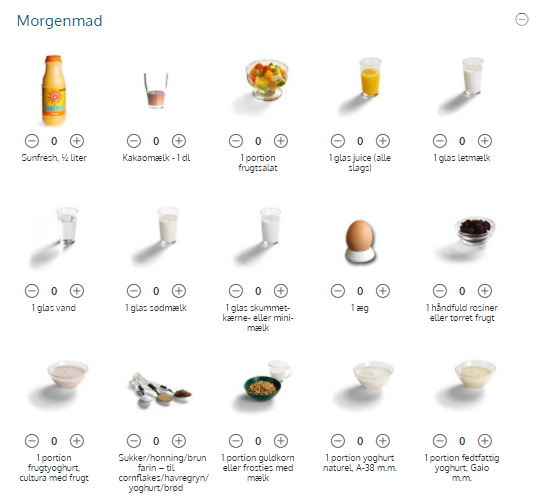 Morgenmad
0 0 0 0 0
Sunfresh, ½ liter
Kakaomælk - 1 dl
1 portion
frugtsalat
1 glas juice (alle
slags)
1 glas letmælk
0 0 0 0 0
1 glas vand
1 glas sødmælk
1 glas skummet-
kærne- eller mini-
mælk
1 æg
1 håndfuld rosiner
eller tørret frugt
0 0 0 0 0
1 portion
frugtyoghurt,
cultura med frugt
Sukker/honning/brun
farin – til
cornflakes/havregryn/
yoghurt/brød
1 portion guldkorn
eller frosties med
mælk
1 portion yoghurt
naturel, A-38 m.m.
1 portion fedtfattig
yoghurt, Gaio
m.m.